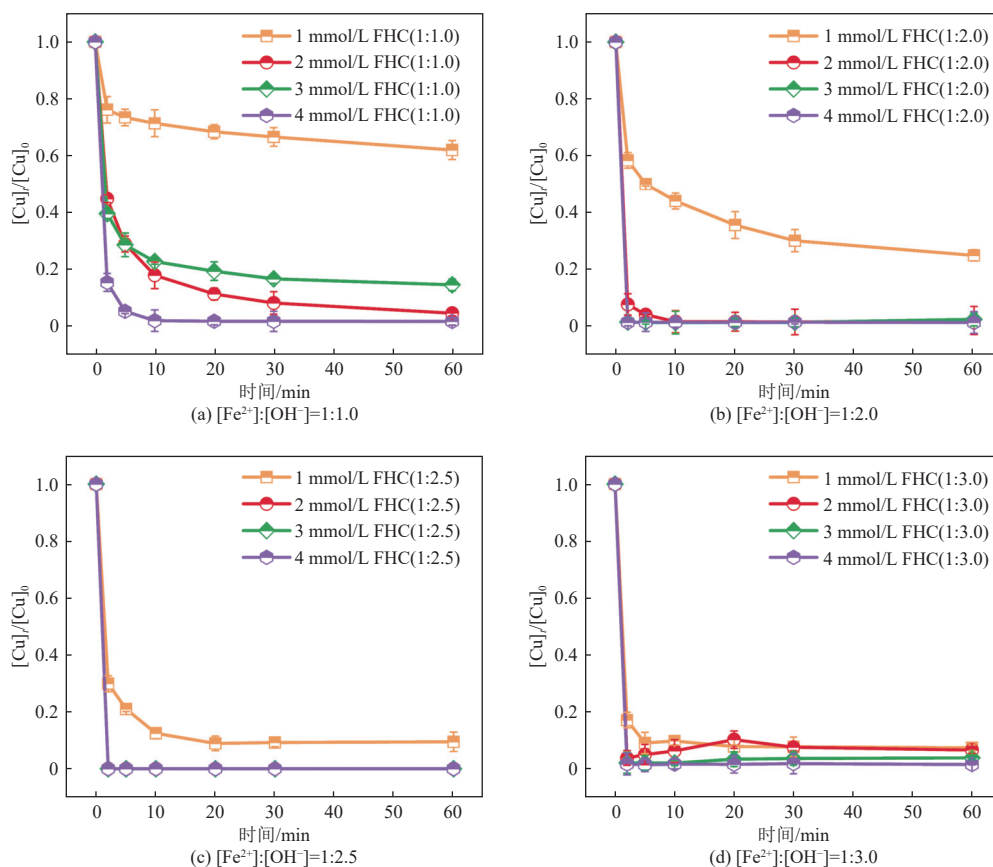 1 mmol/L FHC(1:1.0)
2 mmol/L FHC(1:1.0)
3 mmol/L FHC(1:1.0)
4 mmol/L FHC(1:1.0)
1.0
0.8
0.6
0.4
0.2
0
[Cu]ₜ/[Cu]₀
0 10 20 30 40 50 60
时间/min
(a) [Fe²⁺]:[OH⁻]=1:1.0
1 mmol/L FHC(1:2.0)
2 mmol/L FHC(1:2.0)
3 mmol/L FHC(1:2.0)
4 mmol/L FHC(1:2.0)
1.0
0.8
0.6
0.4
0.2
0
[Cu]ₜ/[Cu]₀
0 10 20 30 40 50 60
时间/min
(b) [Fe²⁺]:[OH⁻]=1:2.0
1 mmol/L FHC(1:2.5)
2 mmol/L FHC(1:2.5)
3 mmol/L FHC(1:2.5)
4 mmol/L FHC(1:2.5)
1.0
0.8
0.6
0.4
0.2
0
[Cu]ₜ/[Cu]₀
0 10 20 30 40 50 60
时间/min
(c) [Fe²⁺]:[OH⁻]=1:2.5
1 mmol/L FHC(1:3.0)
2 mmol/L FHC(1:3.0)
3 mmol/L FHC(1:3.0)
4 mmol/L FHC(1:3.0)
1.0
0.8
0.6
0.4
0.2
0
[Cu]ₜ/[Cu]₀
0 10 20 30 40 50 60
时间/min
(d) [Fe²⁺]:[OH⁻]=1:3.0